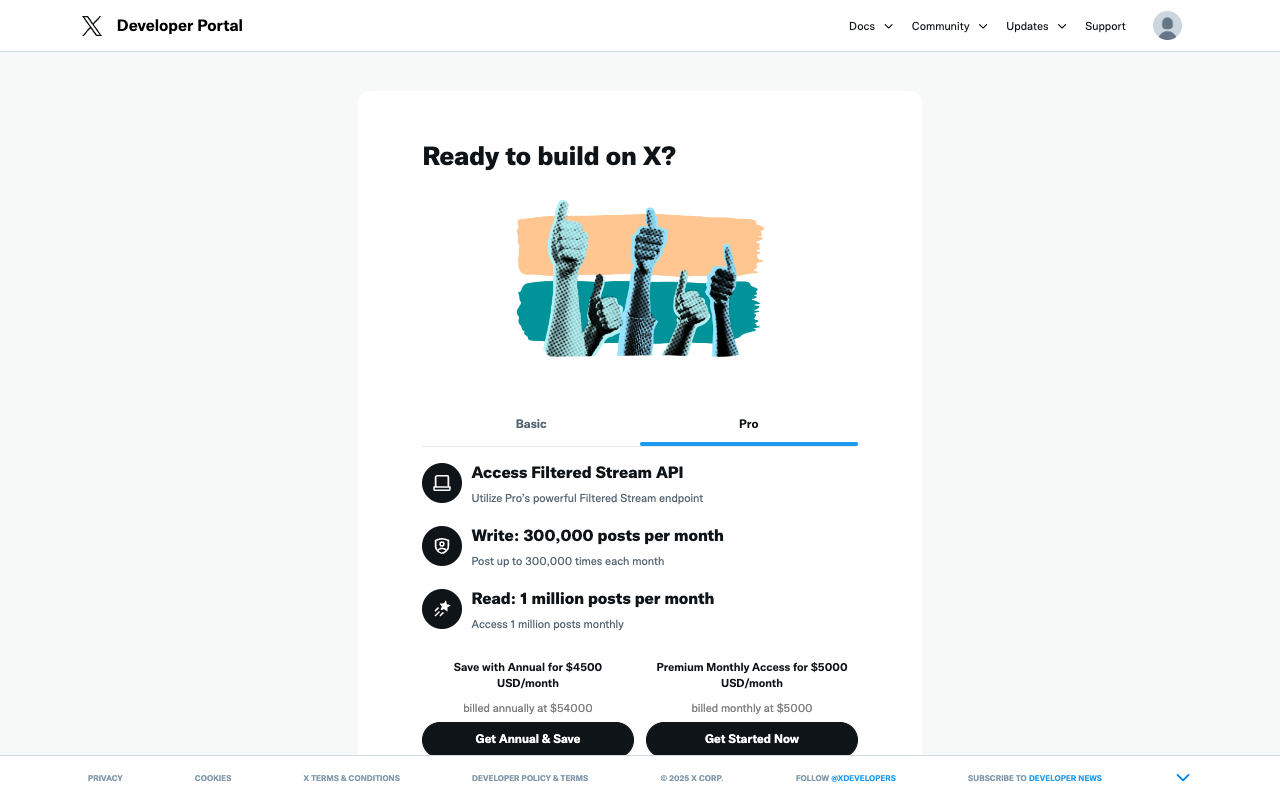 Developer Portal
Docs
Community
Updates
Support
Ready to build on X?
Basic
Pro
Access Filtered Stream API
Utilize Pro's powerful Filtered Stream endpoint
Write: 300,000 posts per month
Post up to 300,000 times each month
Read: 1 million posts per month
Access 1 million posts monthly
Save with Annual for $4500
USD/month
billed annually at $54000
Get Annual & Save
Premium Monthly Access for $5000
USD/month
billed monthly at $5000
Get Started Now
PRIVACY
COOKIES
X TERMS & CONDITIONS
DEVELOPER POLICY & TERMS
© 2025 X CORP.
FOLLOW @XDEVELOPERS
SUBSCRIBE TO DEVELOPER NEWS